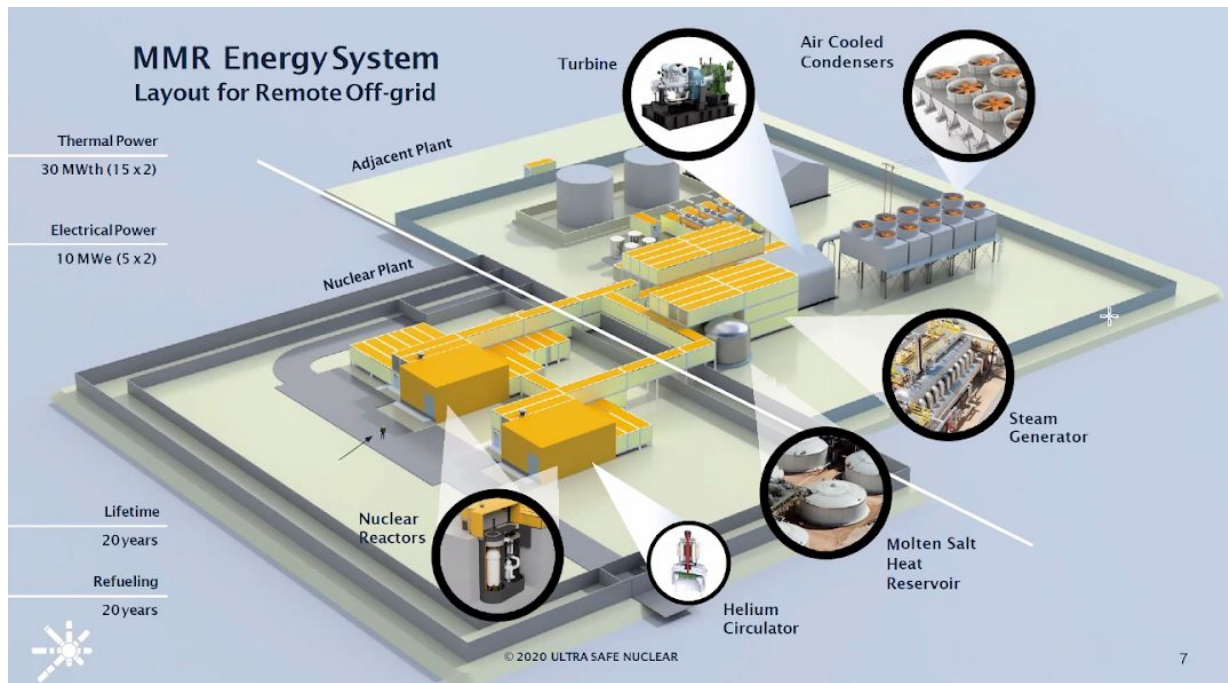 MMR Energy System
Layout for Remote Off-grid
Thermal Power
30 MWth (15 x 2)
Electrical Power
10 MWe (5 x 2)
Adjacent Plant
Nuclear Plant
Turbine
Air Cooled
Condensers
Steam
Generator
Molten Salt
Heat
Reservoir
Helium
Circulator
Nuclear
Reactors
Lifetime
20 years
Refueling
20 years
© 2020 ULTRA SAFE NUCLEAR
7